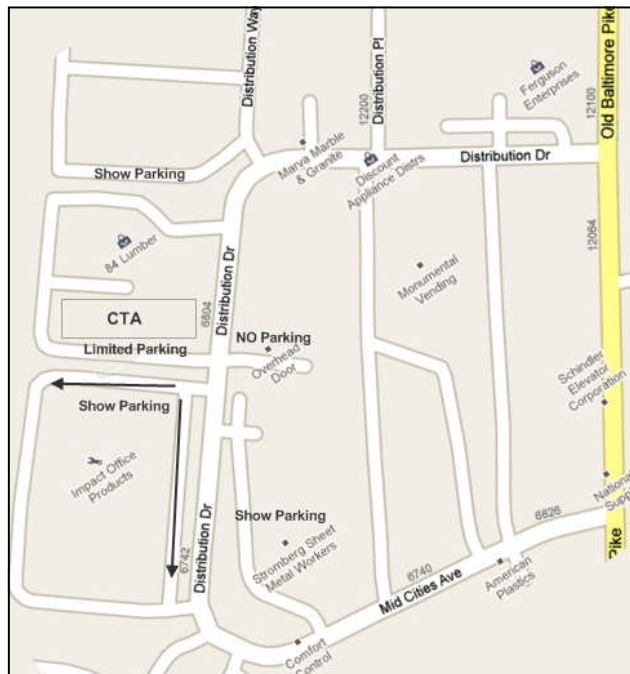 Distribution Way
12200
Distribution Pl
Ferguson
Enterprises
12100
Old Baltimore Pike
Marva Marble
& Granite
Discount
Appliance Distrs
Distribution Dr
Show Parking
84 Lumber
12064
Monumental
Vending
CTA
6804
Distribution Dr
NO Parking
Limited Parking
Overhead
Door
Schindler
Elevator
Corporation
Show Parking
Impact Office
Products
National
Supp
Show Parking
6826
6742
Distribution Dr
Stromberg Sheet
Metal Workers
6740
Mid Cities Ave
American
Plastics
Pike
Comfort
Control